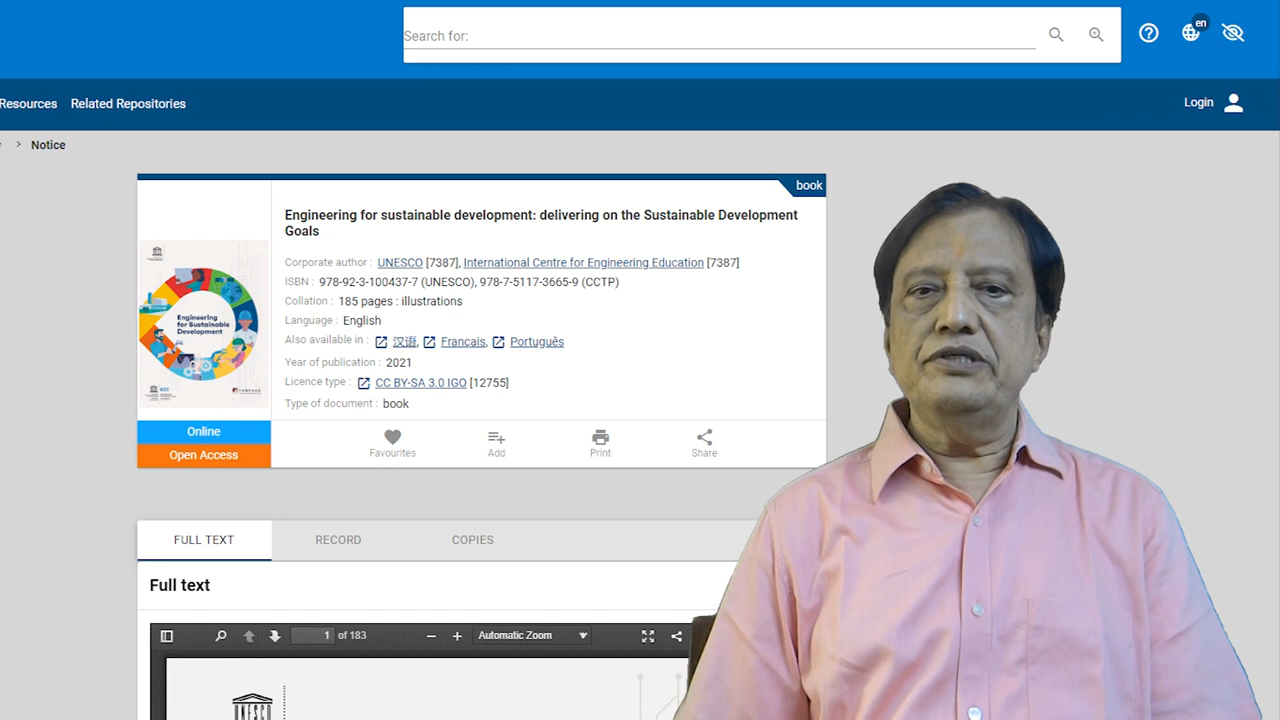 Search for:
en
Resources Related Repositories
Login
> Notice
book
Engineering for sustainable development: delivering on the Sustainable Development
Goals
Corporate author : UNESCO [7387], International Centre for Engineering Education [7387]
ISBN : 978-92-3-100437-7 (UNESCO), 978-7-5117-3665-9 (CCTP)
Collation : 185 pages : illustrations
Language : English
Also available in : 汉语, Français, Português
Year of publication : 2021
Licence type : CC BY-SA 3.0 IGO [12755]
Type of document : book
Engineering
for Sustainable
Development
Online
Open Access
Favourites
Add
Print
Share
FULL TEXT
RECORD
COPIES
Full text
1 of 183
Automatic Zoom
UNESCO